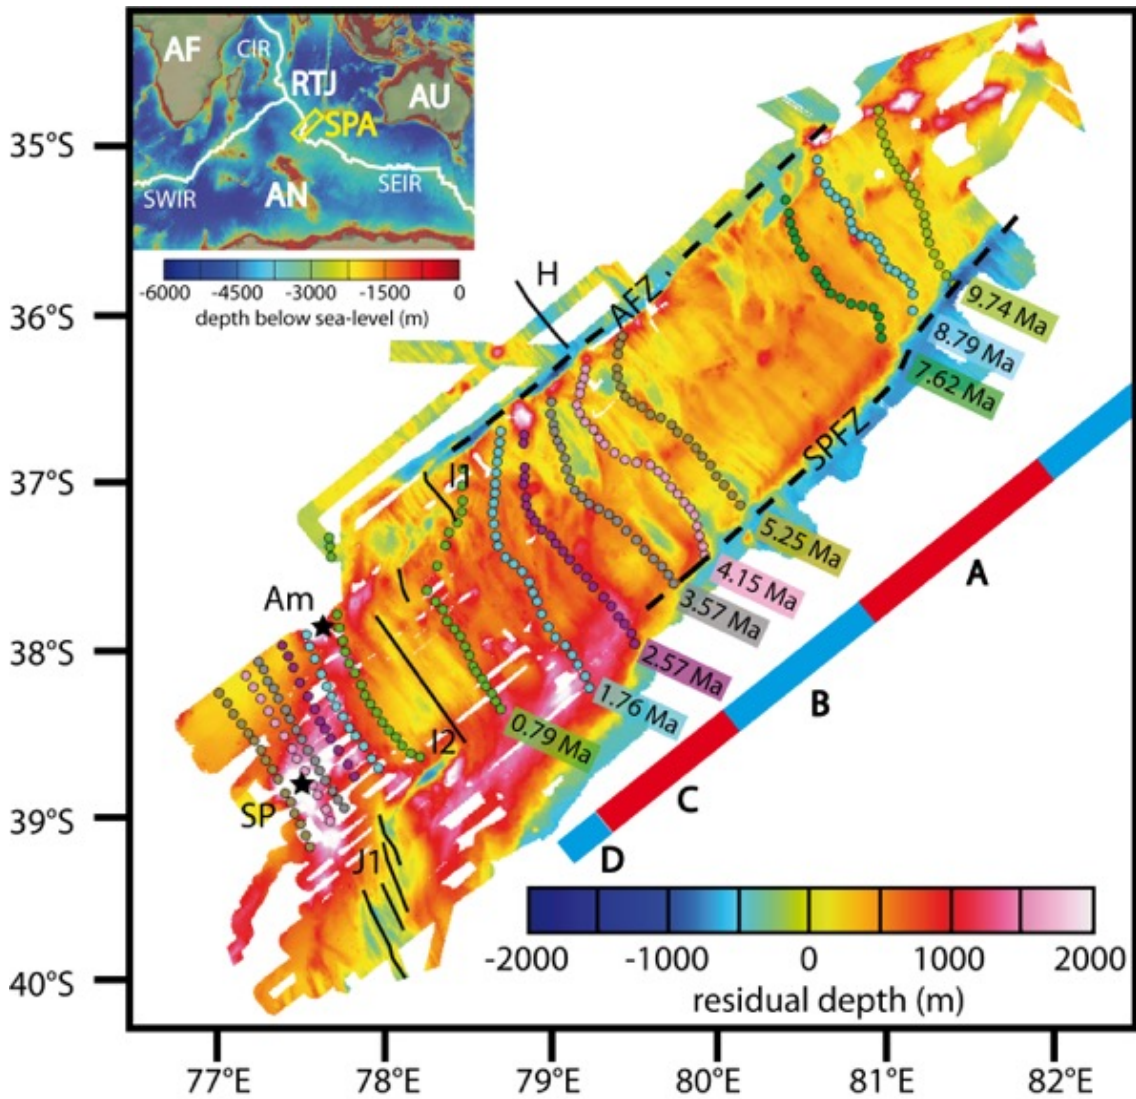 AF
CIR
RTJ
AU
SPA
SWIR
AN
SEIR
-6000 -4500 -3000 -1500 0
depth below sea-level (m)
35°S
36°S
37°S
38°S
39°S
40°S
H
AFZ
9.74 Ma
8.79 Ma
7.62 Ma
SPFZ
I1
5.25 Ma
4.15 Ma
3.57 Ma
2.57 Ma
1.76 Ma
0.79 Ma
Am
I2
SP
J1
A
B
C
D
-2000 -1000 0 1000 2000
residual depth (m)
77°E 78°E 79°E 80°E 81°E 82°E